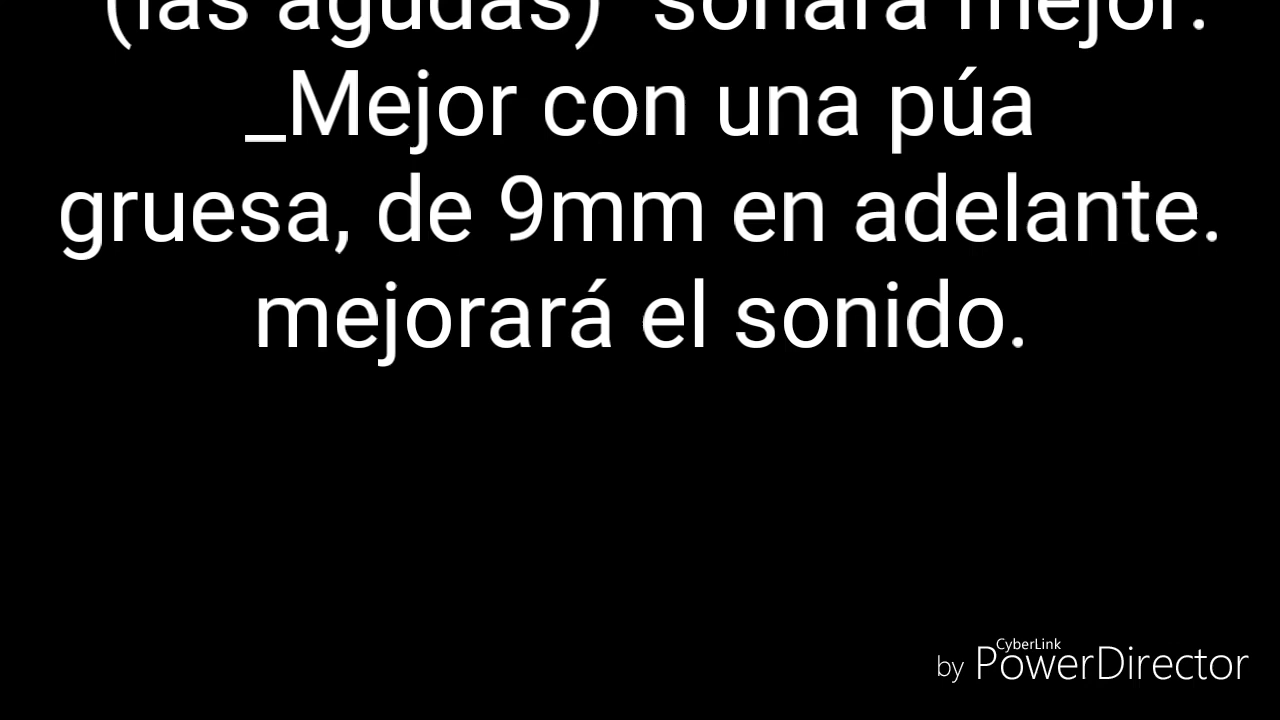 (las agudas) sonará mejor.
_Mejor con una púa
gruesa, de 9mm en adelante.
mejorará el sonido.
CyberLink
by PowerDirector